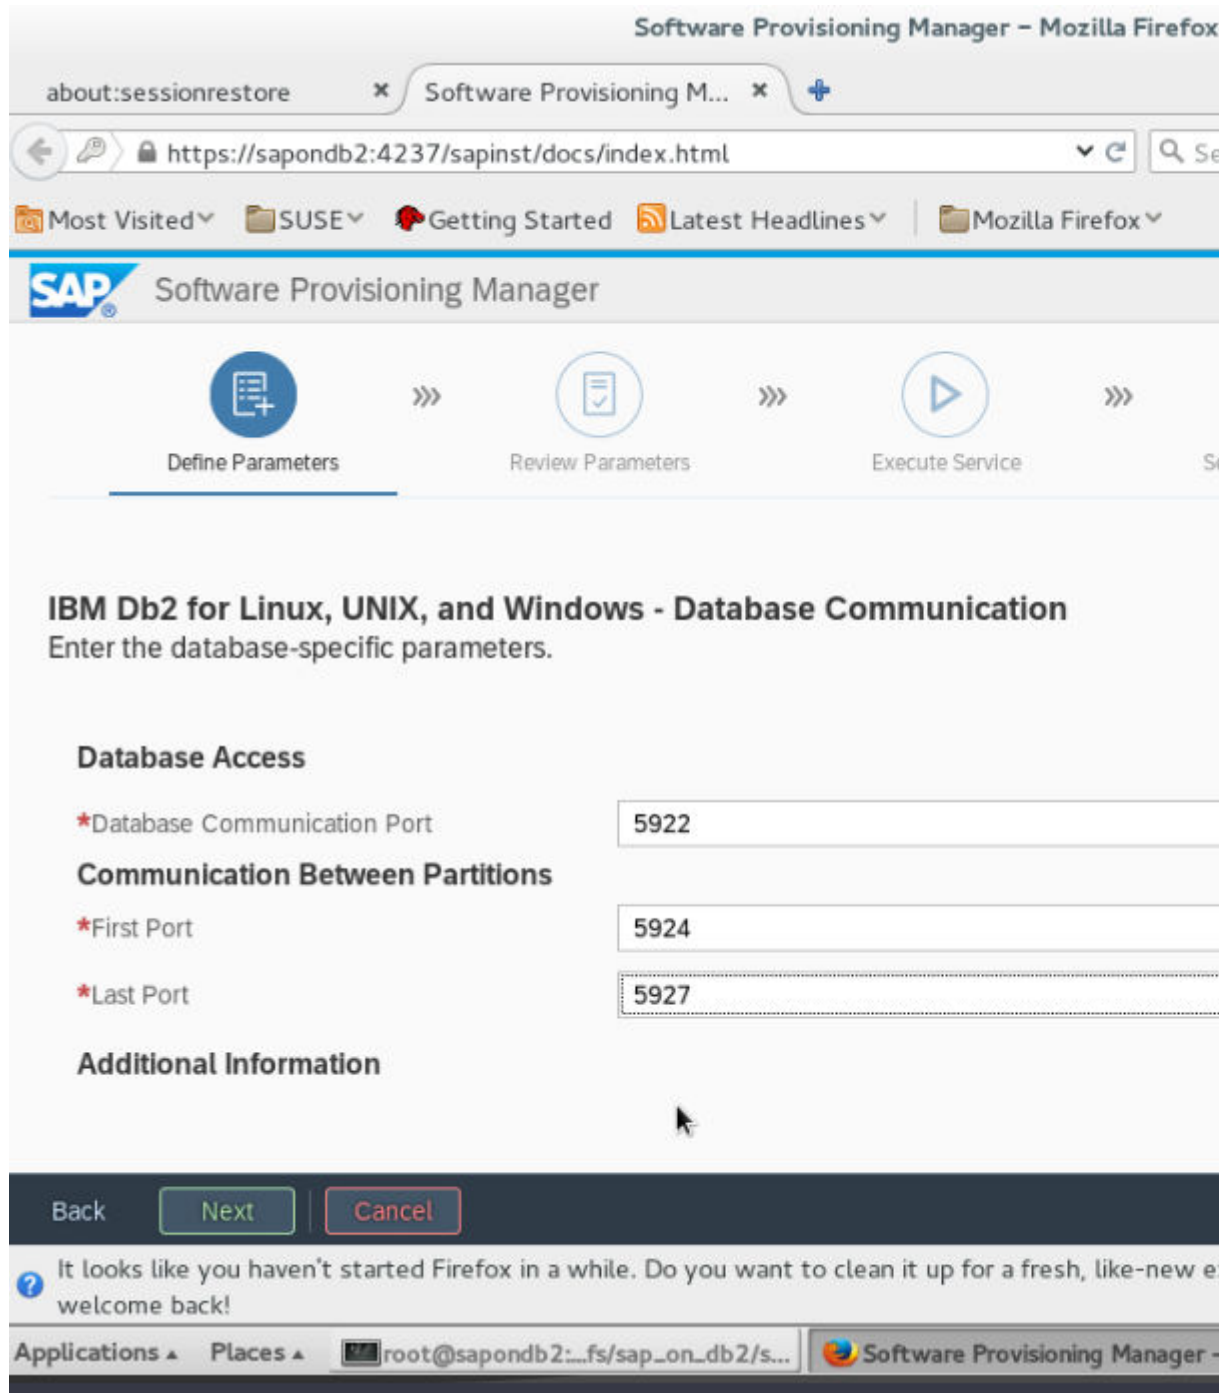 Software Provisioning Manager – Mozilla Firefox
about:sessionrestore
Software Provisioning M...
https://sapondb2:4237/sapinst/docs/index.html
Se
Most Visited
SUSE
Getting Started
Latest Headlines
Mozilla Firefox
SAP® Software Provisioning Manager
Define Parameters
Review Parameters
Execute Service
IBM Db2 for Linux, UNIX, and Windows - Database Communication
Enter the database-specific parameters.
Database Access
*Database Communication Port 5922
Communication Between Partitions
*First Port 5924
*Last Port 5927
Additional Information
Back Next Cancel
It looks like you haven't started Firefox in a while. Do you want to clean it up for a fresh, like-new
welcome back!
Applications Places root@sapondb2:...fs/sap_on_db2/s... Software Provisioning Manager -